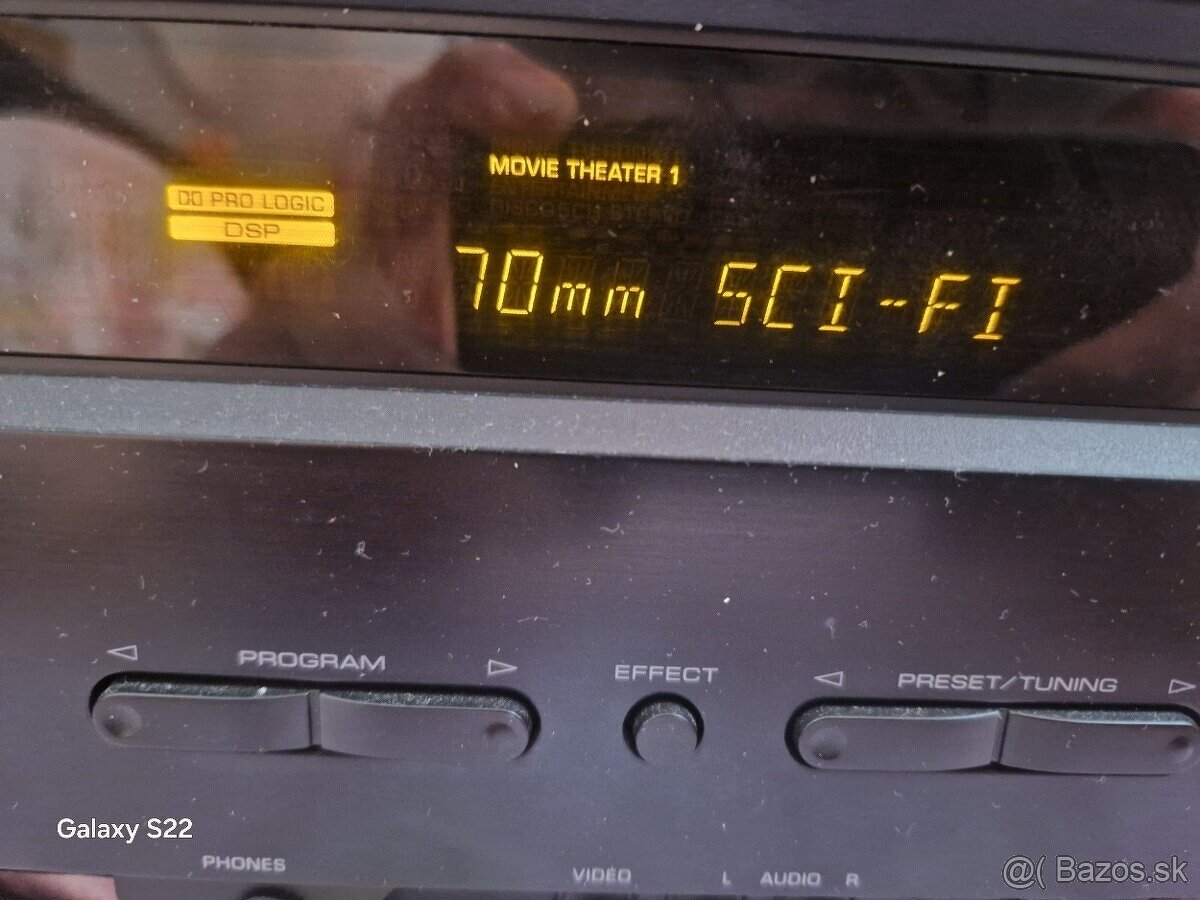 MOVIE THEATER 1
DD PRO LOGIC
DSP
70mm SCI-FI
PROGRAM
EFFECT
PRESET/TUNING
Galaxy S22
PHONES
VIDEO
L AUDIO R
@( Bazos.sk